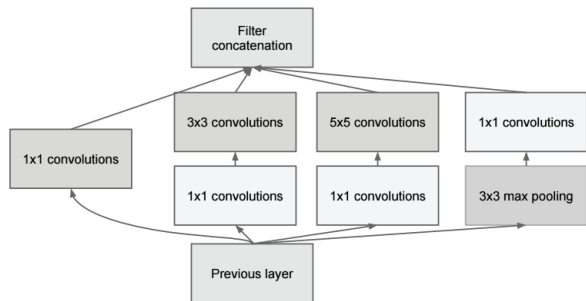 Filter
concatenation
3x3 convolutions
5x5 convolutions
1x1 convolutions
1x1 convolutions
1x1 convolutions
1x1 convolutions
3x3 max pooling
Previous layer